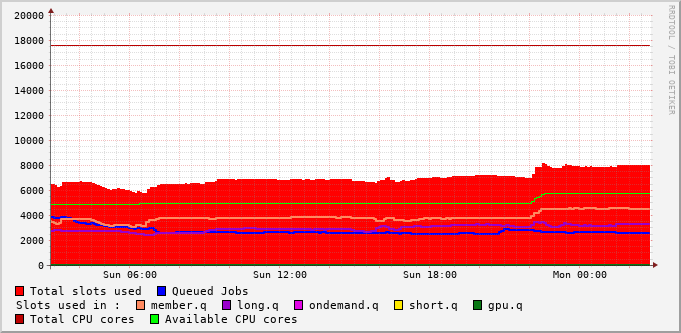 RRDTOOL / TOBI OETIKER
20000
18000
16000
14000
12000
10000
8000
6000
4000
2000
0
Sun 06:00 Sun 12:00 Sun 18:00 Mon 00:00
Total slots used Queued Jobs
Slots used in : member.q long.q ondemand.q short.q gpu.q
Total CPU cores Available CPU cores